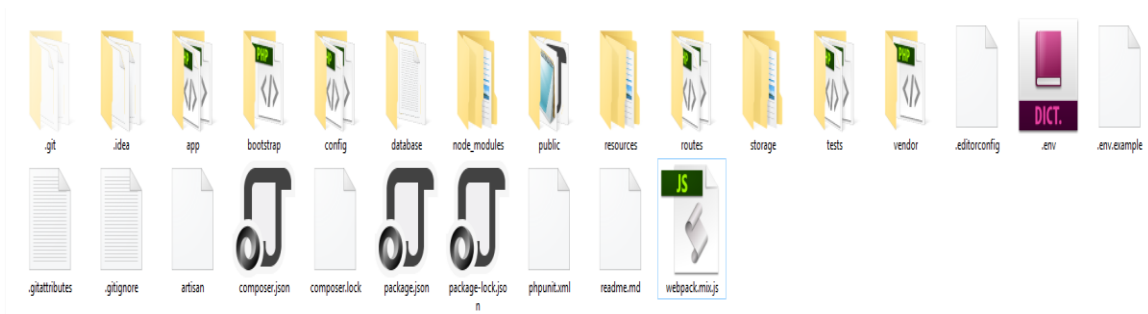 PHP
PHP
PHP
PHP
PHP
PHP
DICT.
.git
.idea
app
bootstrap
config
database
node_modules
public
resources
routes
storage
tests
vendor
.editorconfig
.env
.env.example
JS
.gitattributes
.gitignore
artisan
composer.json
composer.lock
package.json
package-lock.jso
n
phpunit.xml
readme.md
webpack.mix.js